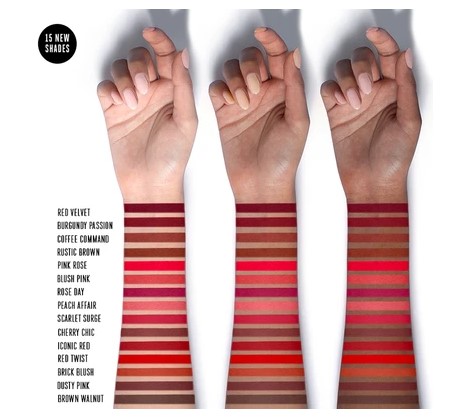 15 NEW
SHADES
RED VELVET
BURGUNDY PASSION
COFFEE COMMAND
RUSTIC BROWN
PINK ROSE
BLUSH PINK
ROSE DAY
PEACH AFFAIR
SCARLET SURGE
CHERRY CHIC
ICONIC RED
RED TWIST
BRICK BLUSH
DUSTY PINK
BROWN WALNUT